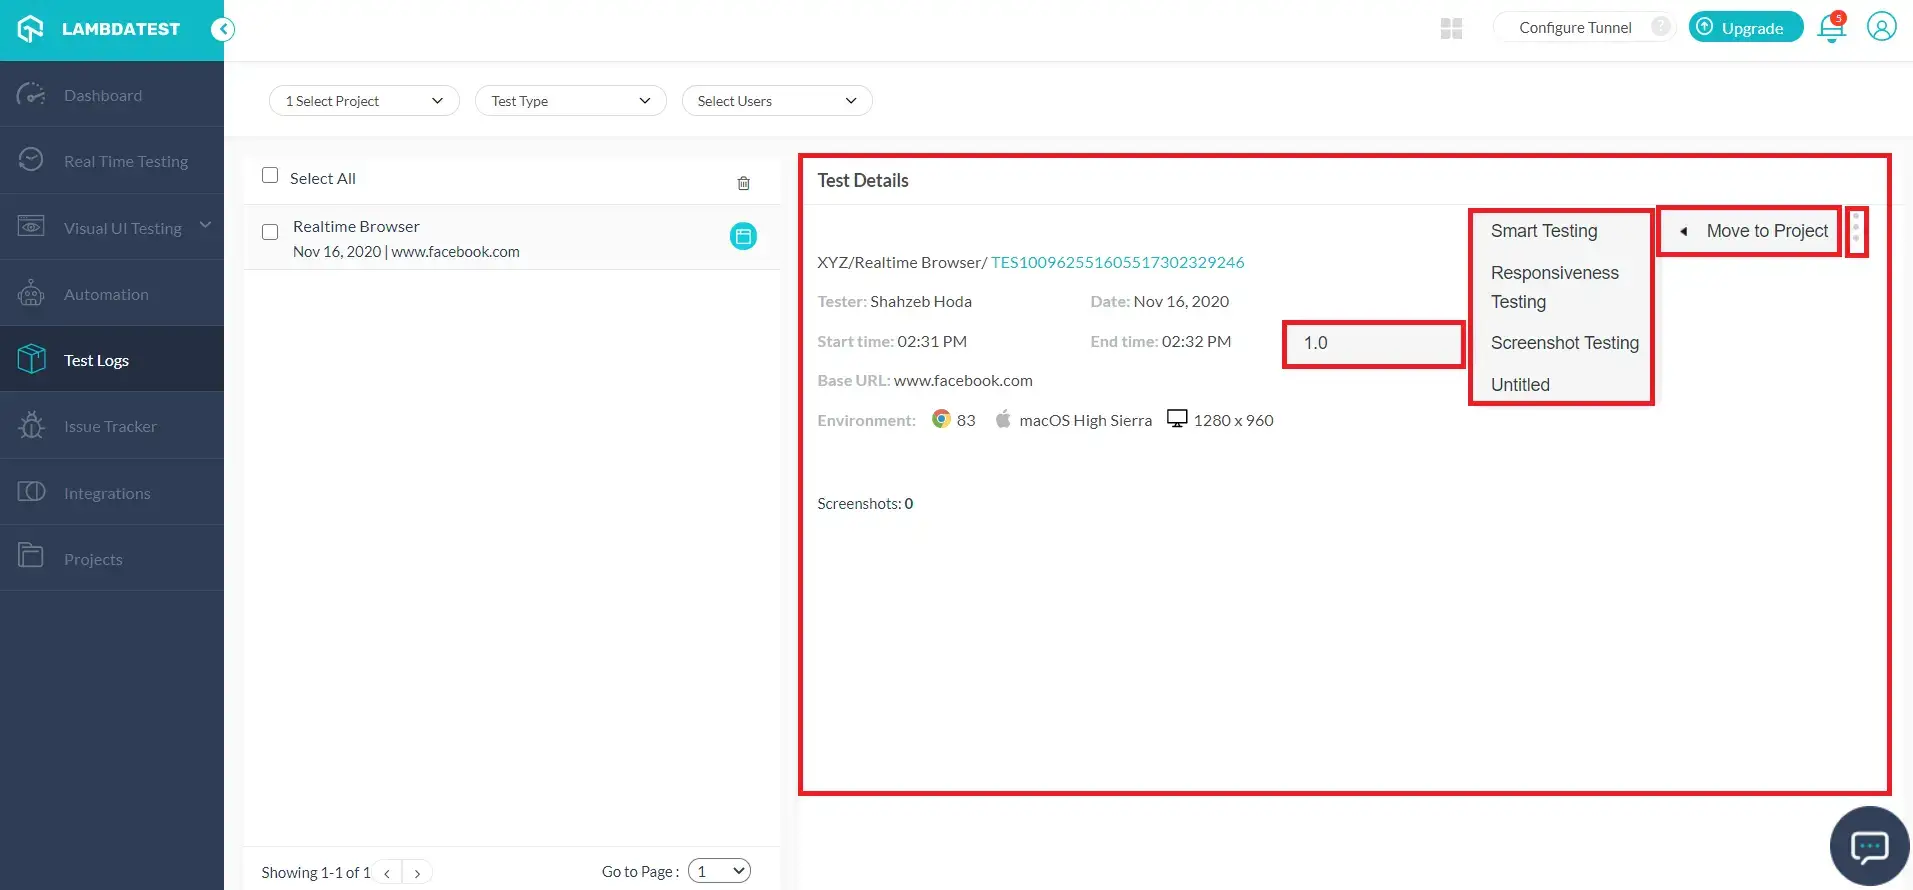 LAMBDATEST
Configure Tunnel ?
Upgrade
5
Dashboard
Real Time Testing
Visual UI Testing
Automation
Test Logs
Issue Tracker
Integrations
Projects
1 Select Project
Test Type
Select Users
Select All
Realtime Browser
Nov 16, 2020 | www.facebook.com
Showing 1-1 of 1 < >
Go to Page : 1
Test Details
Move to Project
Smart Testing
Responsiveness
Testing
Screenshot Testing
Untitled
1.0
XYZ/Realtime Browser/ TES100962551605517302329246
Tester: Shahzeb Hoda Date: Nov 16, 2020
Start time: 02:31 PM End time: 02:32 PM
Base URL: www.facebook.com
Environment: 83 macOS High Sierra 1280 x 960
Screenshots: 0